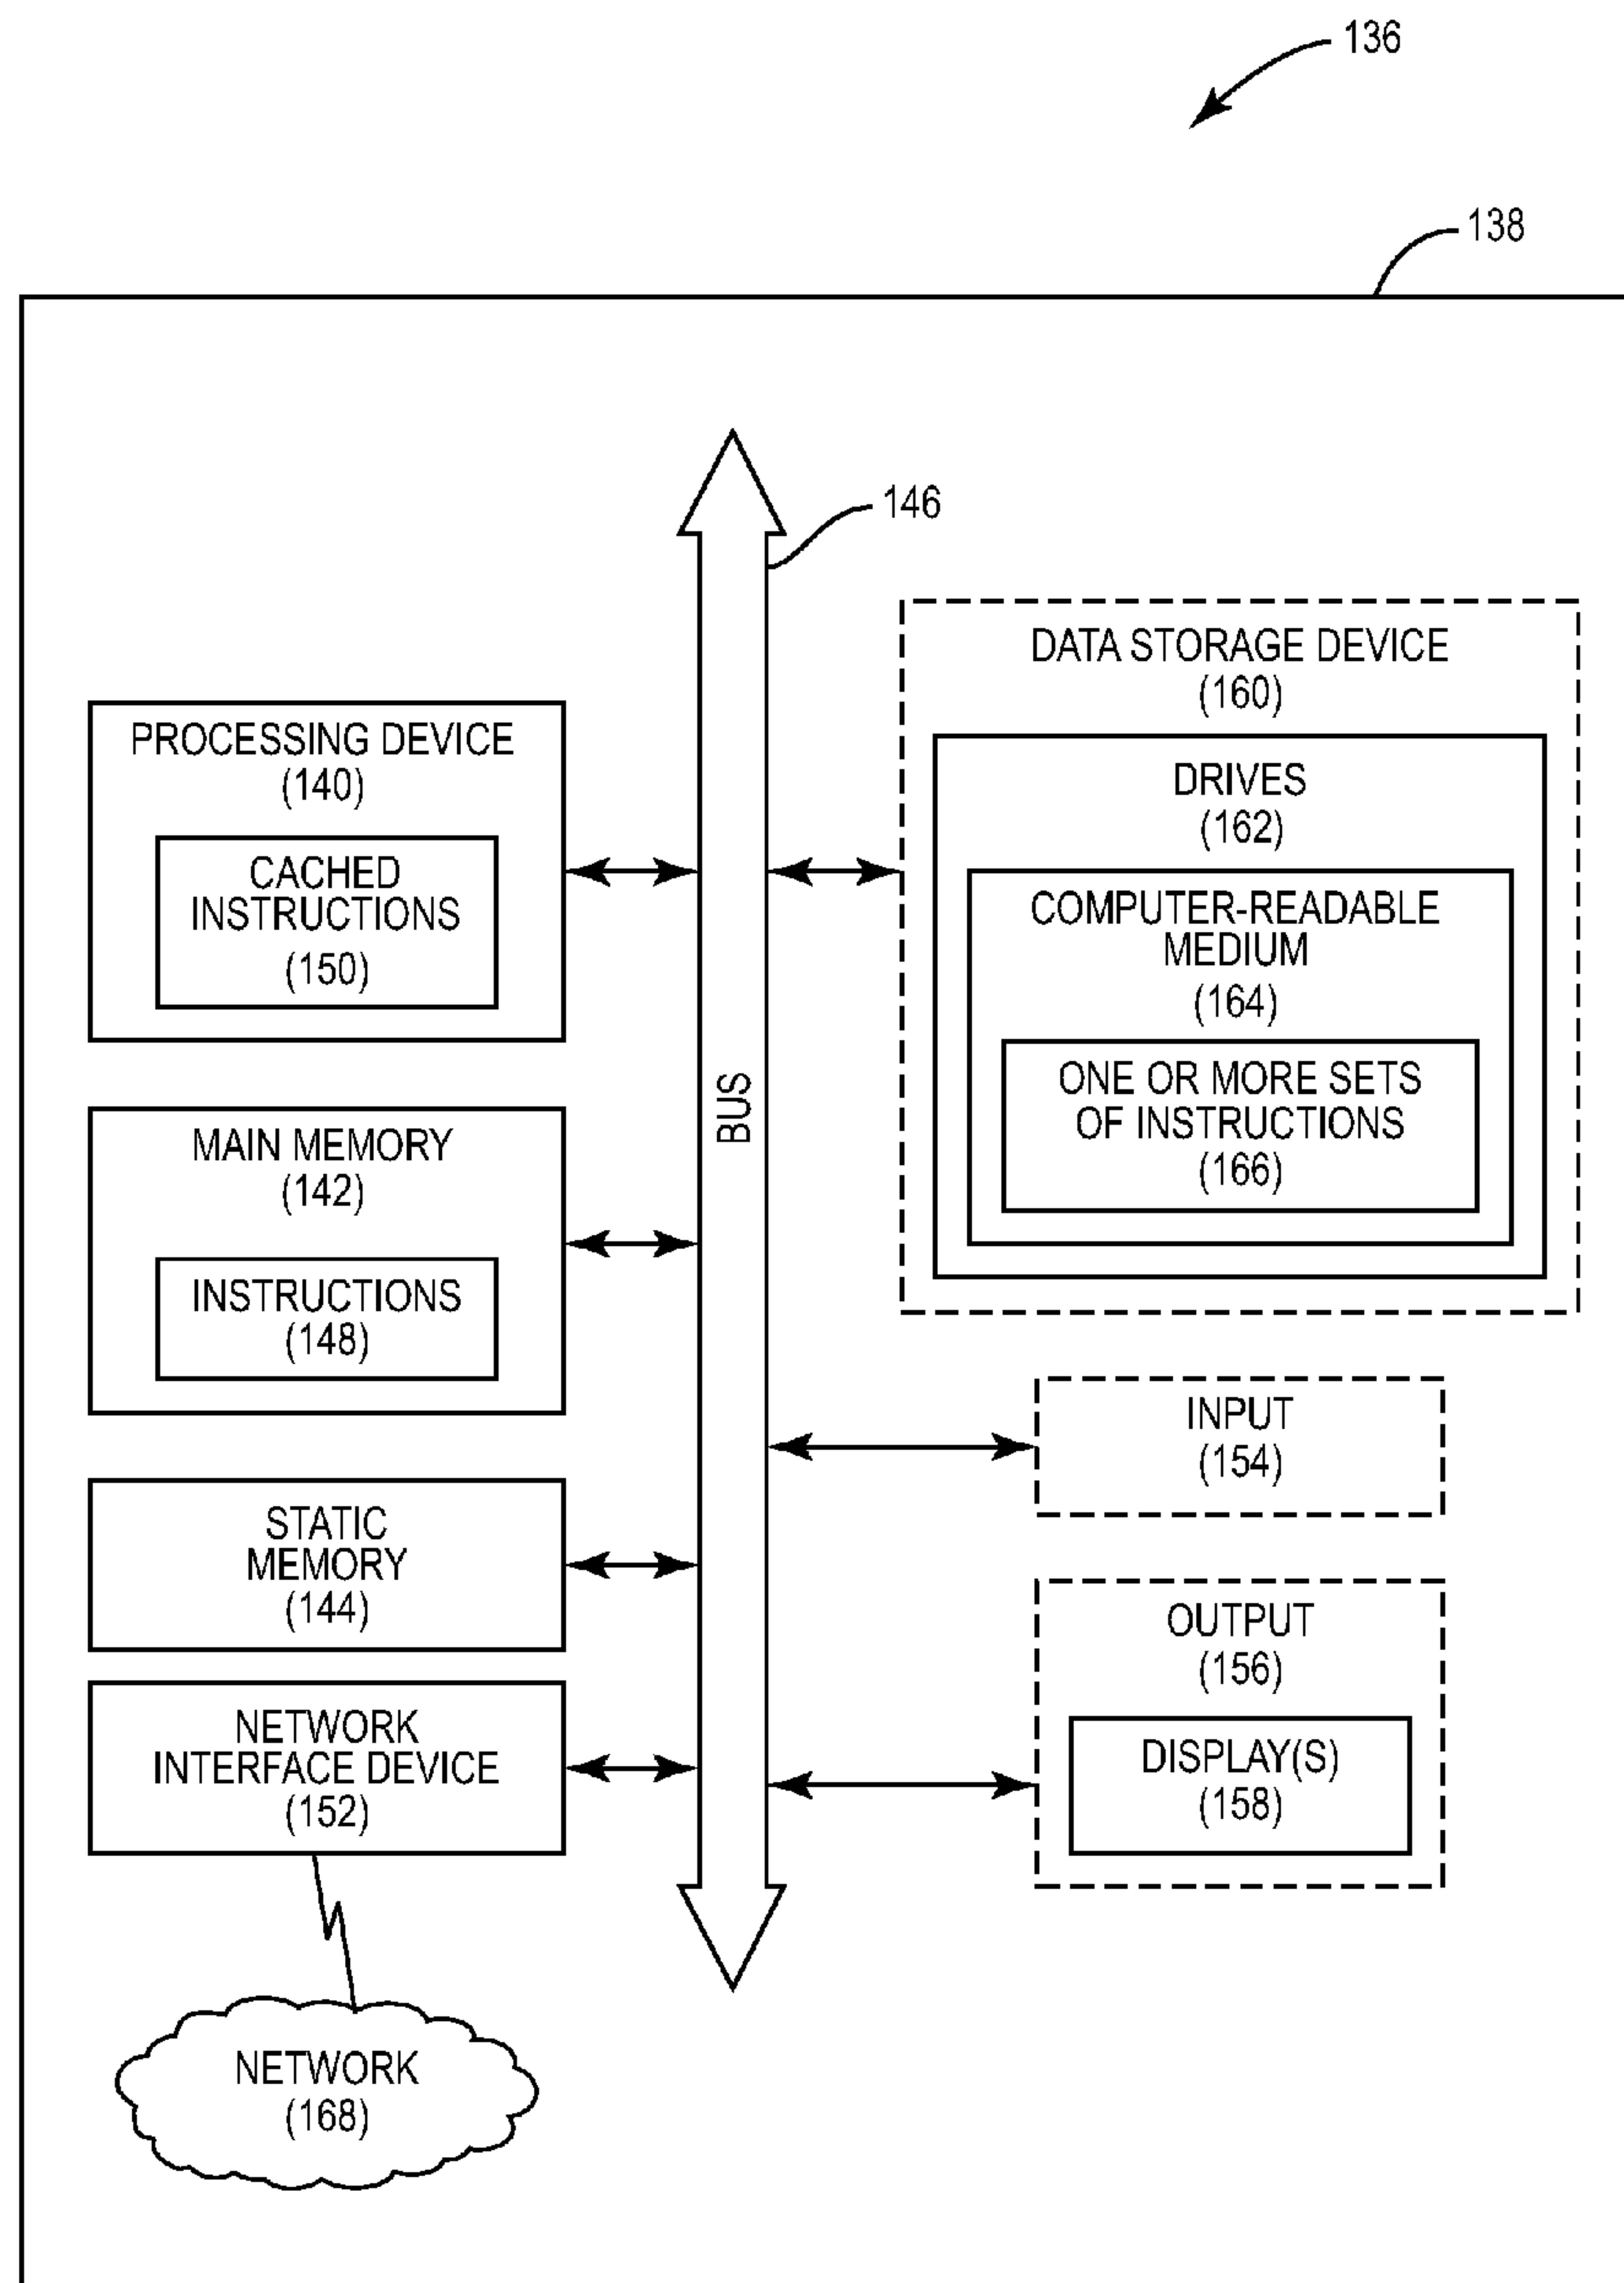 136
138
146
PROCESSING DEVICE
(140)
CACHED
INSTRUCTIONS
(150)
MAIN MEMORY
(142)
INSTRUCTIONS
(148)
STATIC
MEMORY
(144)
NETWORK
INTERFACE DEVICE
(152)
NETWORK
(168)
BUS
DATA STORAGE DEVICE
(160)
DRIVES
(162)
COMPUTER-READABLE
MEDIUM
(164)
ONE OR MORE SETS
OF INSTRUCTIONS
(166)
INPUT
(154)
OUTPUT
(156)
DISPLAY(S)
(158)